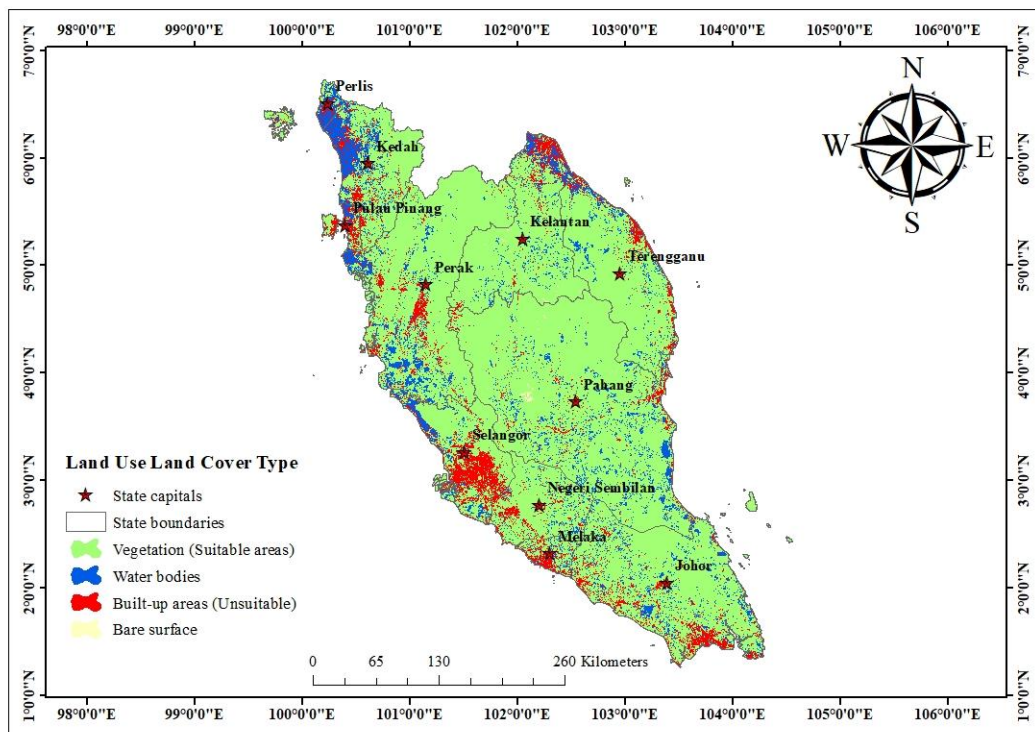 98°0'0"E 99°0'0"E 100°0'0"E 101°0'0"E 102°0'0"E 103°0'0"E 104°0'0"E 105°0'0"E 106°0'0"E
7°0'0"N
7°0'0"N
6°0'0"N
6°0'0"N
5°0'0"N
5°0'0"N
4°0'0"N
4°0'0"N
3°0'0"N
3°0'0"N
2°0'0"N
2°0'0"N
1°0'0"N
1°0'0"N
N
W E
S
Perlis
Kedah
Pulau Pinang
Kelantan
Terengganu
Perak
Pahang
Selangor
Negeri Sembilan
Melaka
Johor
Land Use Land Cover Type
State capitals
State boundaries
Vegetation (Suitable areas)
Water bodies
Built-up areas (Unsuitable)
Bare surface
0 65 130 260 Kilometers
98°0'0"E 99°0'0"E 100°0'0"E 101°0'0"E 102°0'0"E 103°0'0"E 104°0'0"E 105°0'0"E 106°0'0"E